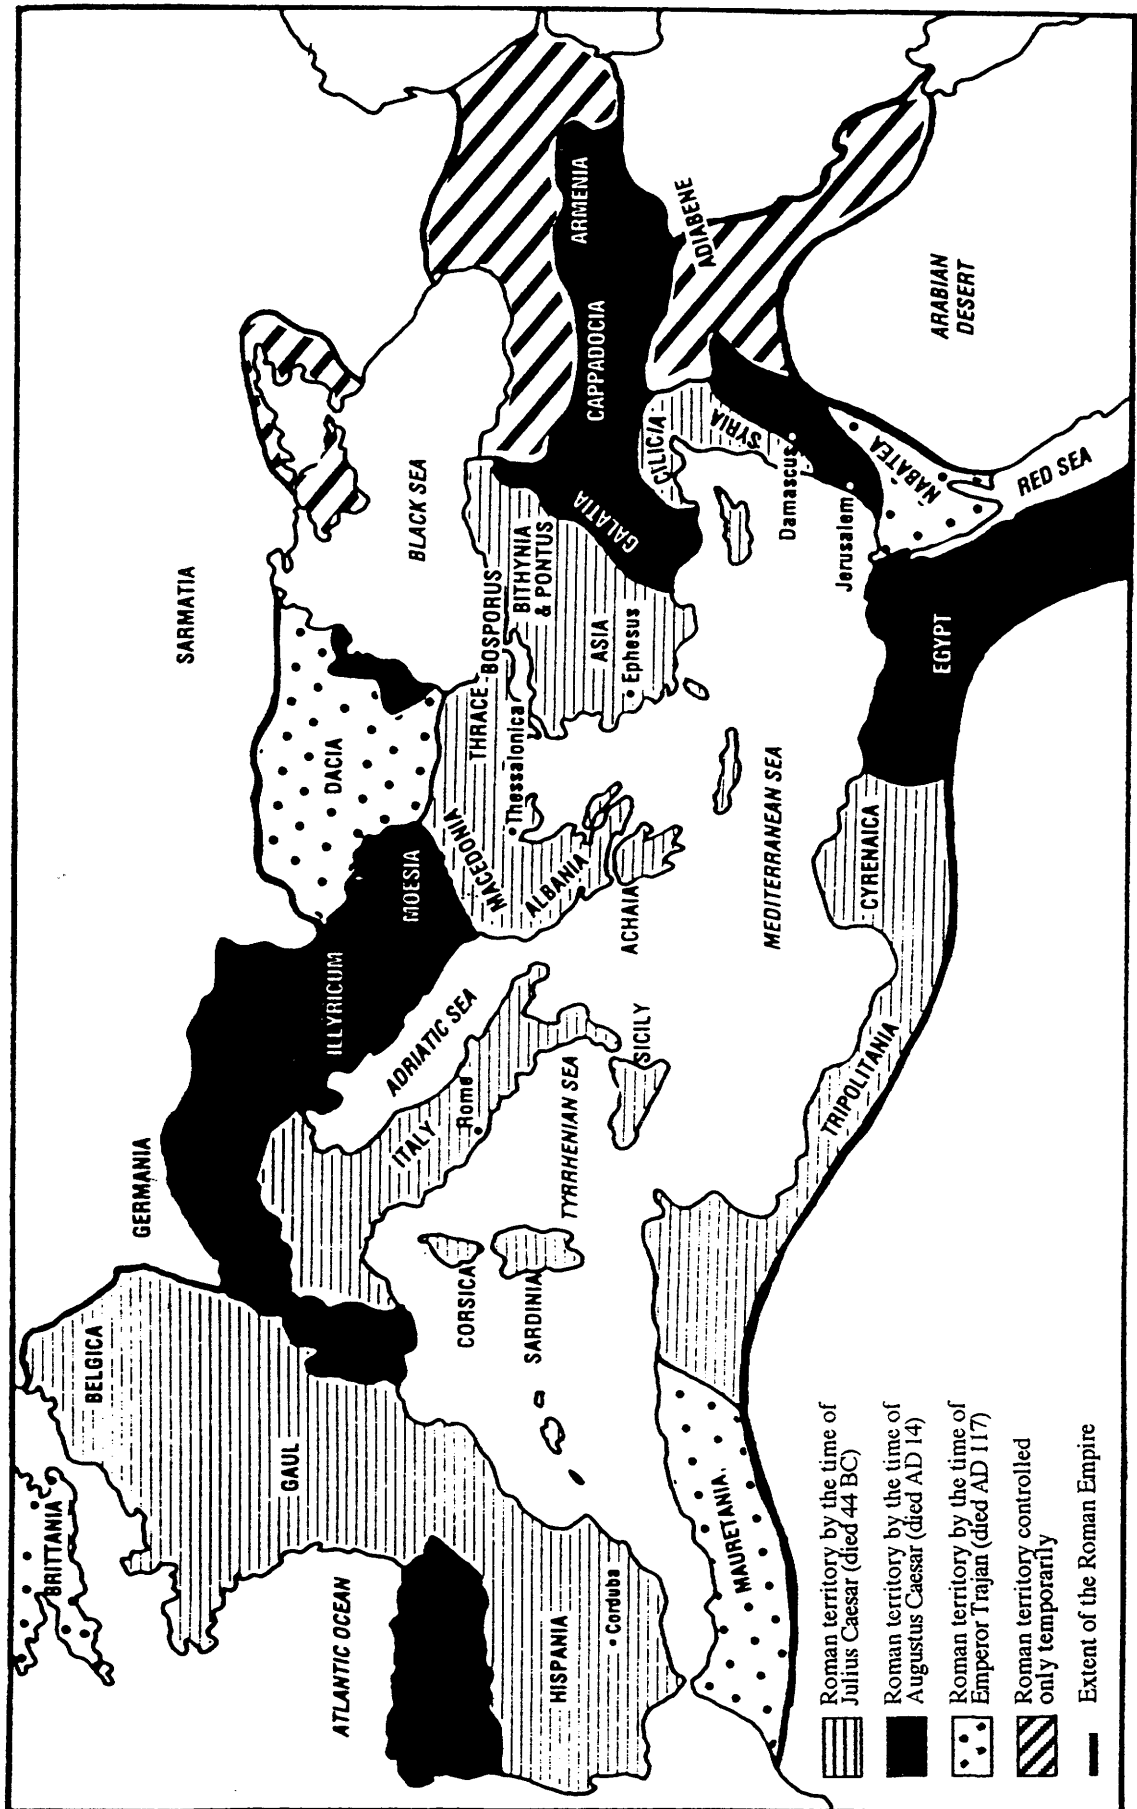 BRITTANIA
BELGICA
GERMANIA
SARMATIA
GAUL
ATLANTIC OCEAN
ILLYRICUM
MOESIA
DACIA
BLACK SEA
ADRIATIC SEA
ITALY
Rome
CORSICA
SARDINIA
TYRRHENIAN SEA
SICILY
MACEDONIA
ALBANIA
ACHAIA
Thessalonica
THRACE
BOSPORUS
BITHYNIA
& PONTUS
ASIA
Ephesus
GALATIA
CAPPADOCIA
ARMENIA
CILICIA
SYRIA
ADIABENE
Damascus
Jerusalem
NABATEA
ARABIAN
DESERT
RED SEA
EGYPT
MEDITERRANEAN SEA
CYRENAICA
TRIPOLITANIA
MAURETANIA
HISPANIA
Corduba
Roman territory by the time of
Julius Caesar (died 44 BC)
Roman territory by the time of
Augustus Caesar (died AD 14)
Roman territory by the time of
Emperor Trajan (died AD 117)
Roman territory controlled
only temporarily
Extent of the Roman Empire